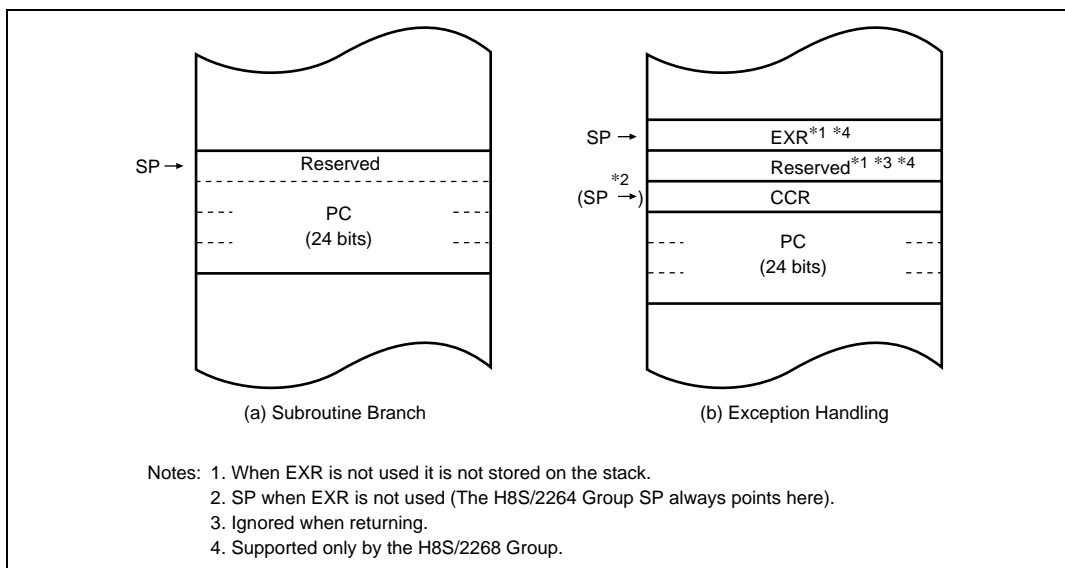 SP →
Reserved
PC
(24 bits)
(a) Subroutine Branch
SP →
EXR*1 *4
Reserved*1 *3 *4
*2
(SP →)
CCR
PC
(24 bits)
(b) Exception Handling
Notes: 1. When EXR is not used it is not stored on the stack.
2. SP when EXR is not used (The H8S/2264 Group SP always points here).
3. Ignored when returning.
4. Supported only by the H8S/2268 Group.